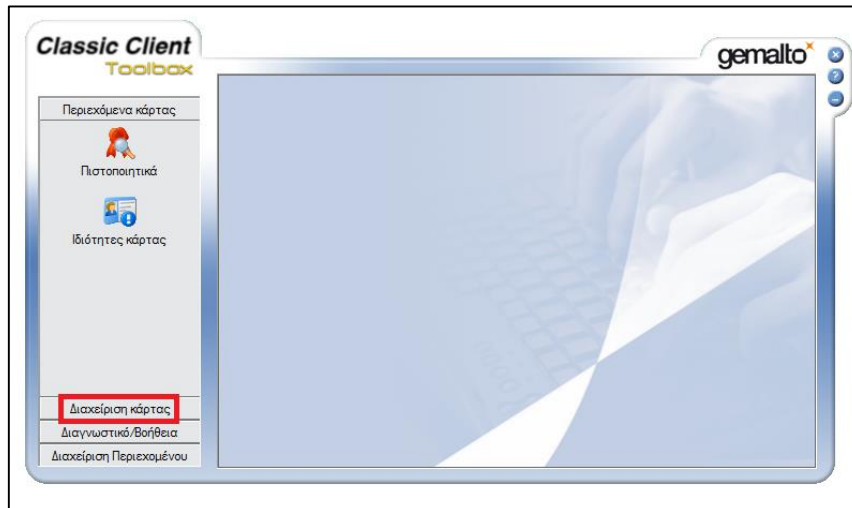 Classic Client
Toolbox
gemalto
Περιεχόμενα κάρτας
Πιστοποιητικά
Ιδιότητες κάρτας
Διαχείριση κάρτας
Διαγνωστικό/Βοήθεια
Διαχείριση Περιεχομένου